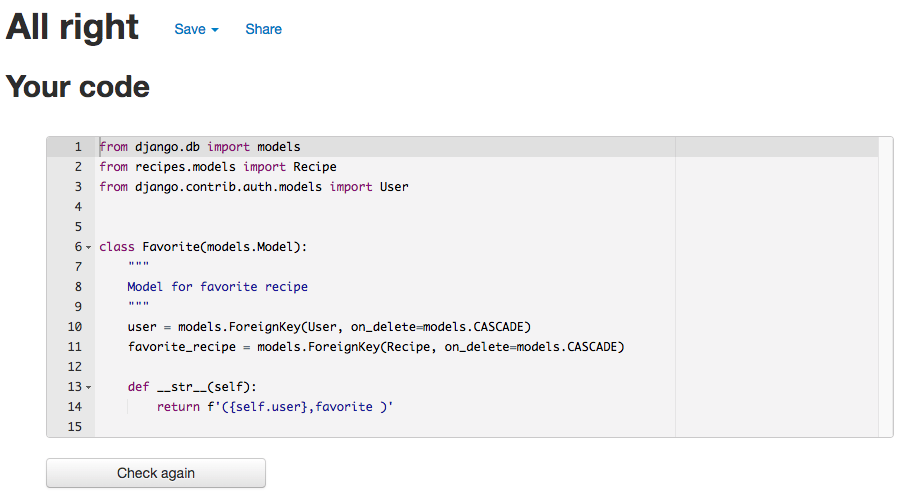 All right Save Share
Your code
1 from django.db import models
2 from recipes.models import Recipe
3 from django.contrib.auth.models import User
4
5
6 class Favorite(models.Model):
7     """
8     Model for favorite recipe
9     """
10     user = models.ForeignKey(User, on_delete=models.CASCADE)
11     favorite_recipe = models.ForeignKey(Recipe, on_delete=models.CASCADE)
12
13     def __str__(self):
14         return f'({self.user},favorite )'
15
Check again